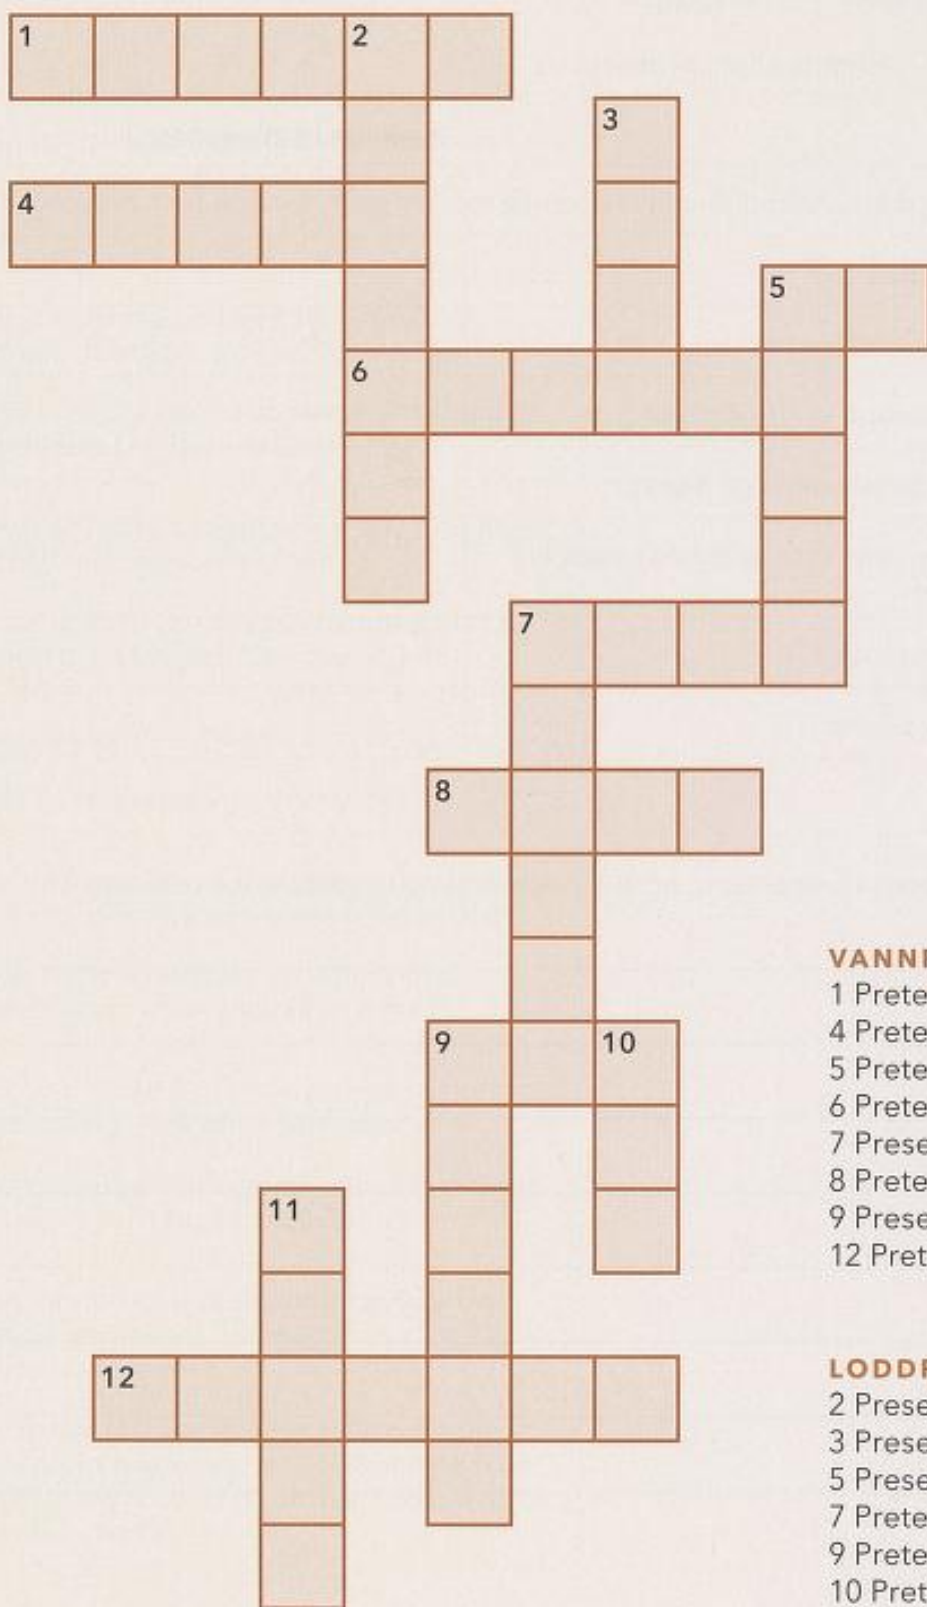 1 2
3
4
5
6
7
8
9 10
11
12
VANNI
1 Prete
4 Prete
5 Prete
6 Prete
7 Prese
8 Prete
9 Prese
12 Pret
LODDR
2 Prese
3 Prese
5 Prese
7 Prete
9 Prete
10 Pret